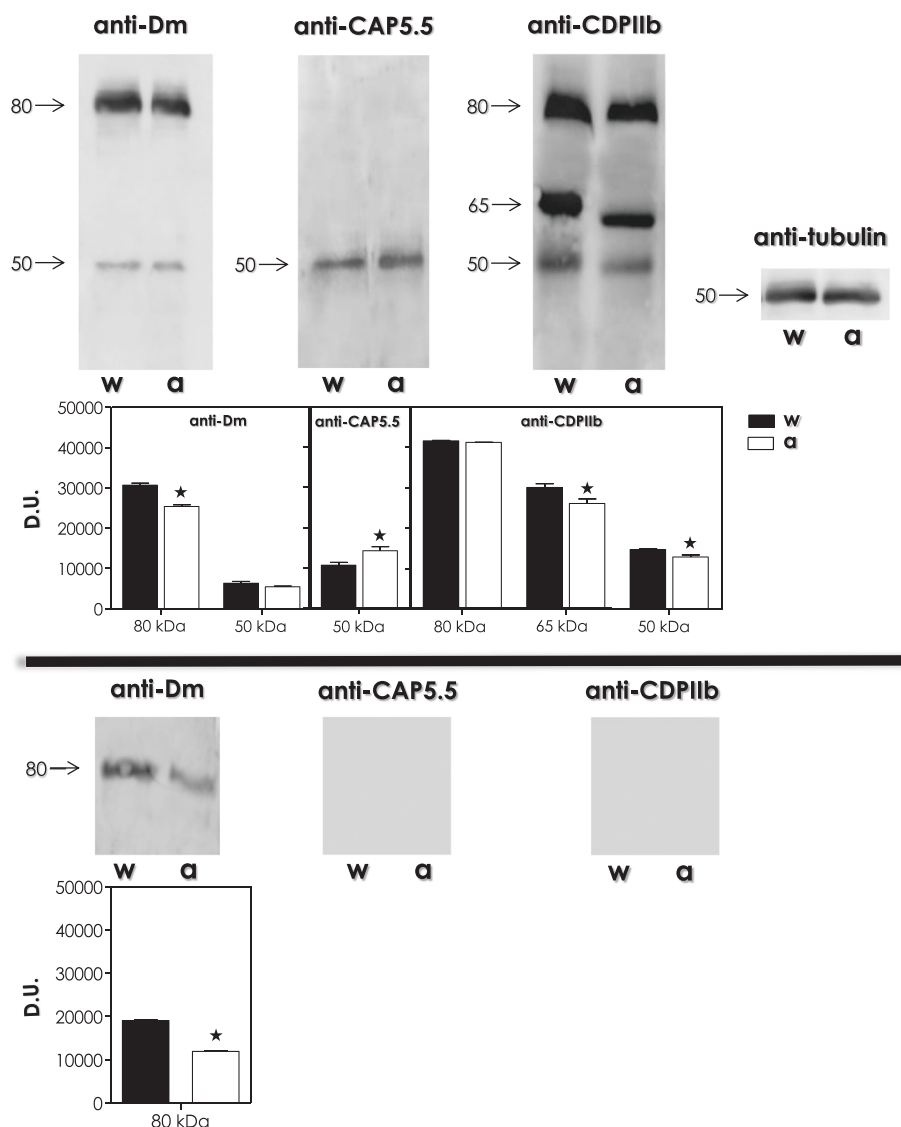 anti-Dm anti-CAP5.5 anti-CDPIIb
80→ 80→
65→
50→ 50→ 50→
anti-tubulin
50→
w a w a w a
w a
50000
40000
30000
20000
10000
0
D.U.
anti-Dm anti-CAP5.5 anti-CDPIIb
★ ★ ★ ★
w
a
80 kDa 50 kDa 50 kDa 80 kDa 65 kDa 50 kDa
anti-Dm anti-CAP5.5 anti-CDPIIb
80→
w a w a w a
50000
40000
30000
20000
10000
0
D.U.
★
80 kDa